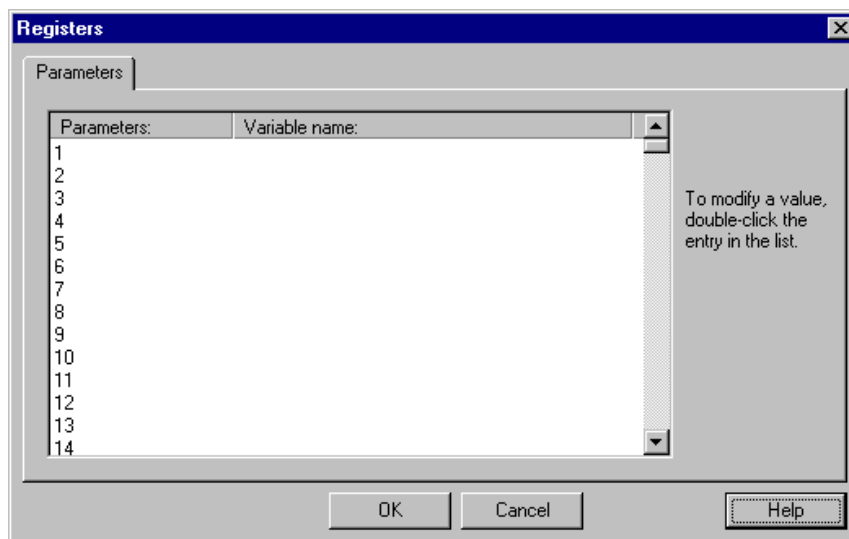 Registers
Parameters
Parameters: Variable name:
1
2
3
4
5
6
7
8
9
10
11
12
13
14
To modify a value,
double-click the
entry in the list.
OK Cancel Help